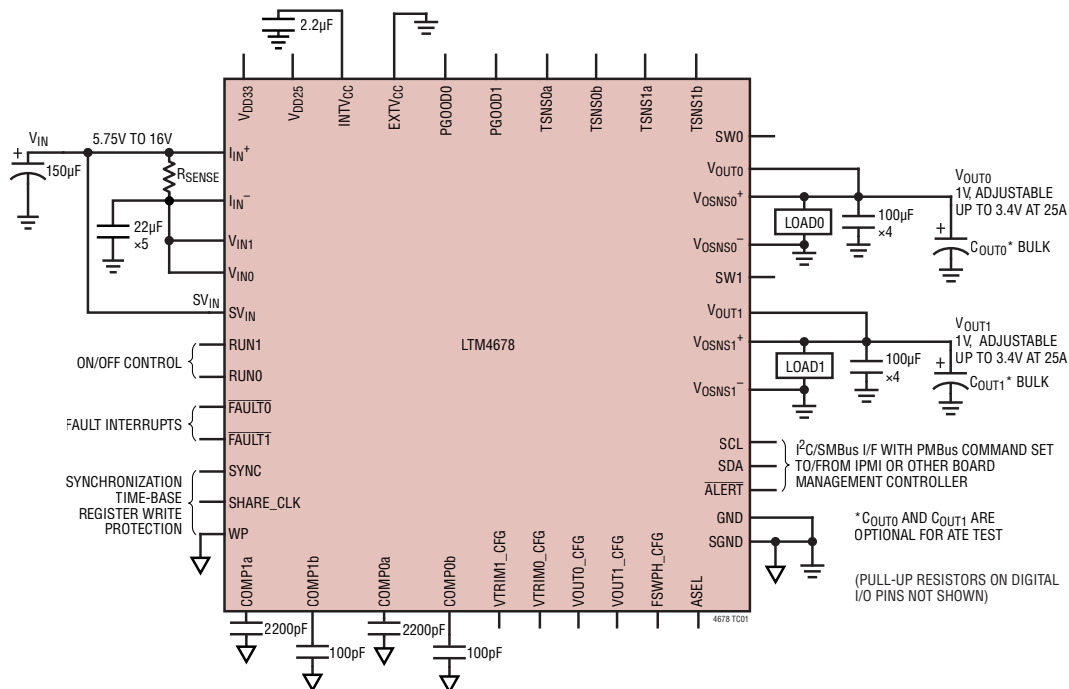 2.2µF
VDD33
VDD25
INTVCC
EXTVCC
PGOOD0
PGOOD1
TSNS0a
TSNS0b
TSNS1a
TSNS1b
VIN
5.75V TO 16V
150µF
IIN+
RSENSE
IIN–
22µF
×5
VIN1
VIN0
SVIN
SVIN
ON/OFF CONTROL
RUN1
RUN0
FAULT INTERRUPTS
FAULT0
FAULT1
SYNCHRONIZATION
TIME-BASE
REGISTER WRITE
PROTECTION
SYNC
SHARE_CLK
WP
LTM4678
SW0
VOUT0
VOSNS0+
VOSNS0–
LOAD0
100µF
×4
VOUT0
1V, ADJUSTABLE
UP TO 3.4V AT 25A
COUT0* BULK
SW1
VOUT1
VOSNS1+
VOSNS1–
LOAD1
100µF
×4
VOUT1
1V, ADJUSTABLE
UP TO 3.4V AT 25A
COUT1* BULK
SCL
SDA
ALERT
I2C/SMBus I/F WITH PMBus COMMAND SET
TO/FROM IPMI OR OTHER BOARD
MANAGEMENT CONTROLLER
GND
SGND
*COUT0 AND COUT1 ARE
OPTIONAL FOR ATE TEST
(PULL-UP RESISTORS ON DIGITAL
I/O PINS NOT SHOWN)
COMP1a
COMP1b
COMP0a
COMP0b
VTRIM1_CFG
VTRIM0_CFG
VOUT0_CFG
VOUT1_CFG
FSWPH_CFG
ASEL
4678 TC01
2200pF
100pF
2200pF
100pF